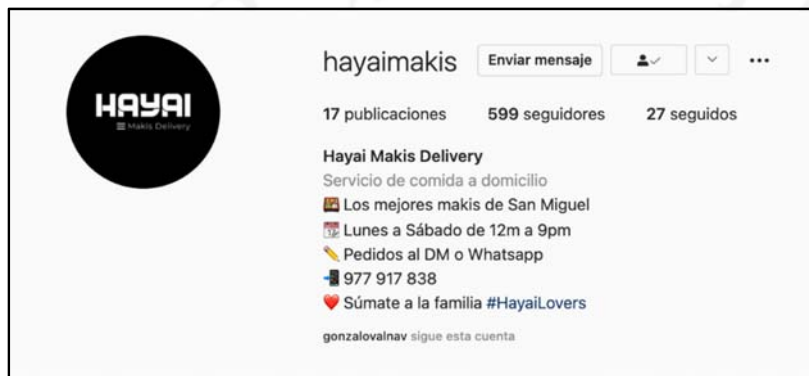 HAYAI
Makis Delivery
hayaimakis Enviar mensaje
17 publicaciones 599 seguidores 27 seguidos
Hayai Makis Delivery
Servicio de comida a domicilio
🍱 Los mejores makis de San Miguel
📆 Lunes a Sábado de 12m a 9pm
✏️ Pedidos al DM o Whatsapp
📲 977 917 838
❤️ Súmate a la familia #HayaiLovers
gonzalovalnav sigue esta cuenta